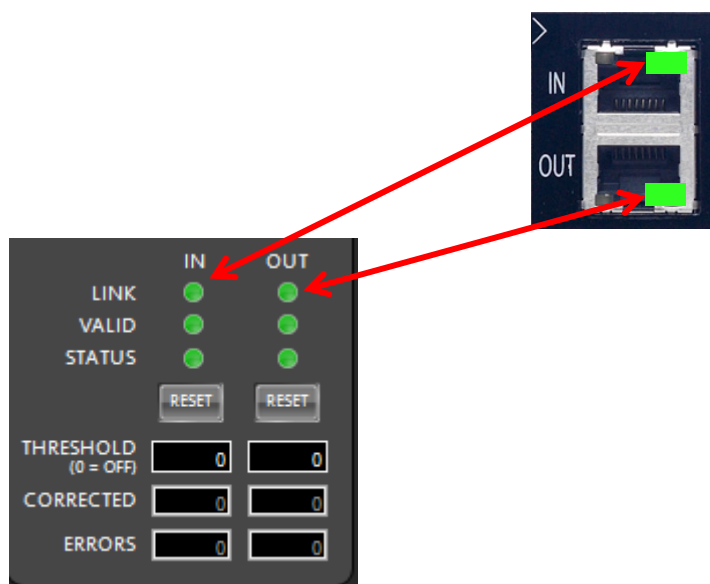 IN
OUT
IN OUT
LINK
VALID
STATUS
RESET RESET
THRESHOLD 0 0
(0 = OFF)
CORRECTED 0 0
ERRORS 0 0